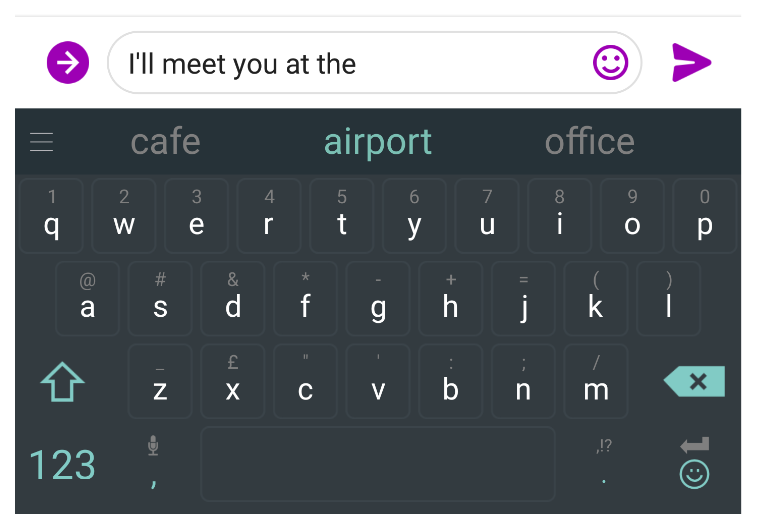 I'll meet you at the
cafe airport office
1 2 3 4 5 6 7 8 9 0
q w e r t y u i o p
@ # & * - + = ( )
a s d f g h j k l
_ £ " ' : ; /
z x c v b n m
,!?
123 , .